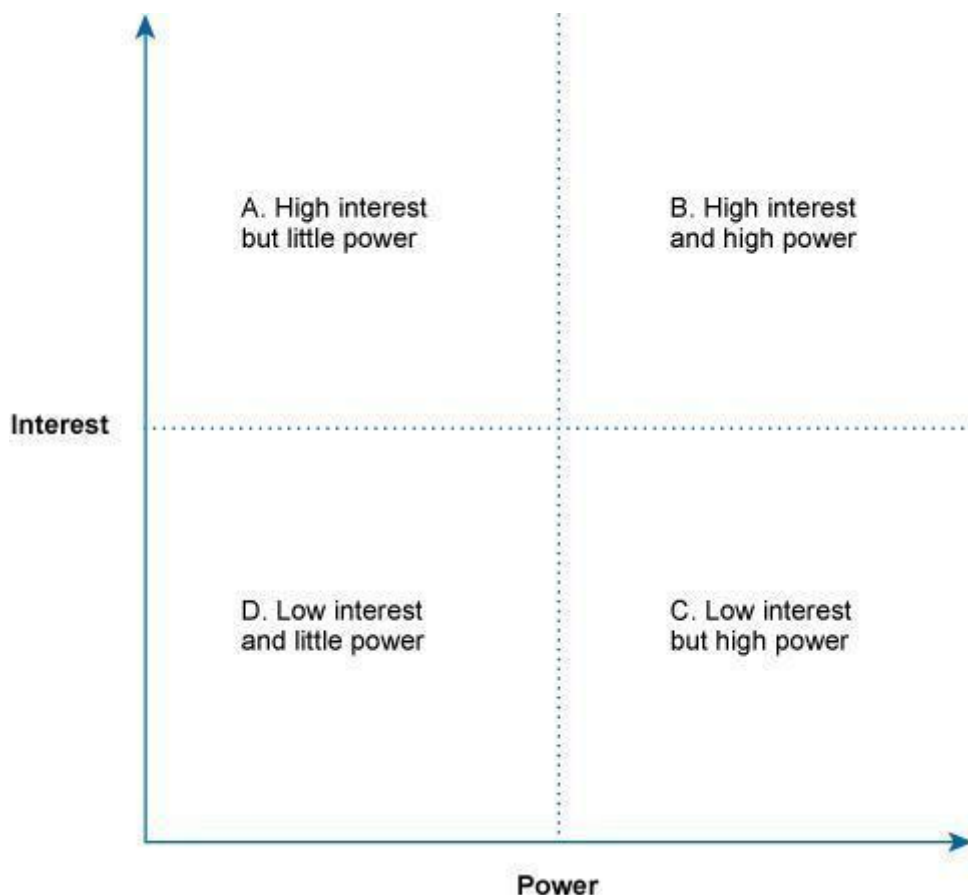 A. High interest
but little power
B. High interest
and high power
Interest
D. Low interest
and little power
C. Low interest
but high power
Power